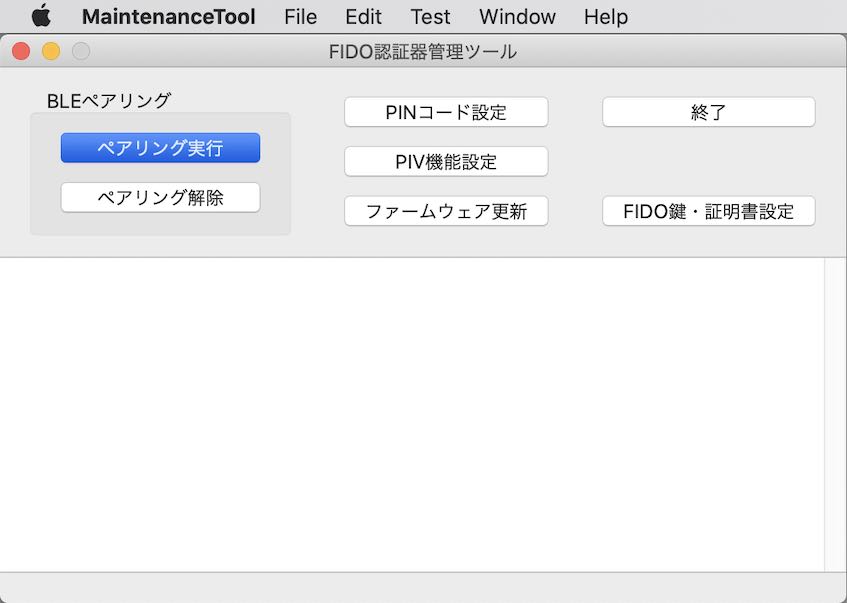 MaintenanceTool File Edit Test Window Help
FIDO認証器管理ツール
BLEペアリング
ペアリング実行
ペアリング解除
PINコード設定
PIV機能設定
ファームウェア更新
終了
FIDO鍵・証明書設定